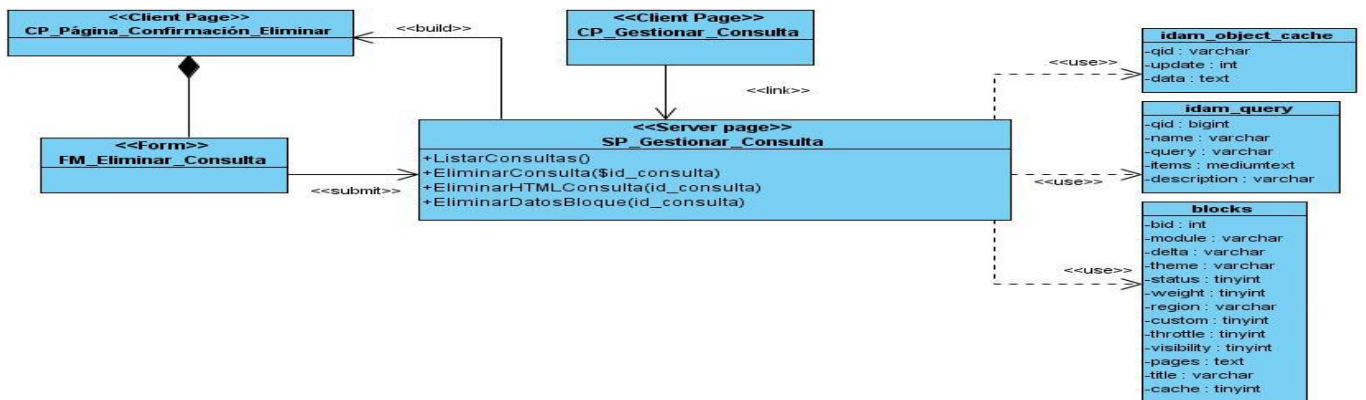 <<Client Page>>
CP_Página_Confirmación_Eliminar
<<build>>
<<Client Page>>
CP_Gestionar_Consulta
<<link>>
<<Form>>
FM_Eliminar_Consulta
<<submit>>
<<Server page>>
SP_Gestionar_Consulta
+ListarConsultas()
+EliminarConsulta($id_consulta)
+EliminarHTMLConsulta(id_consulta)
+EliminarDatosBloque(id_consulta)
<<use>>
idam_object_cache
-qid : varchar
-update : int
-data : text
<<use>>
idam_query
-qid : bigint
-name : varchar
-query : varchar
-items : mediumtext
-description : varchar
<<use>>
blocks
-bid : int
-module : varchar
-delta : varchar
-theme : varchar
-status : tinyint
-weight : tinyint
-region : varchar
-custom : tinyint
-throttle : tinyint
-visibility : tinyint
-pages : text
-title : varchar
-cache : tinyint